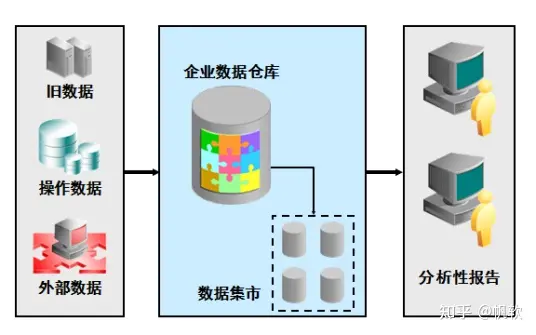 旧数据
操作数据
外部数据
企业数据仓库
数据集市
分析性报告
知乎 @帆软